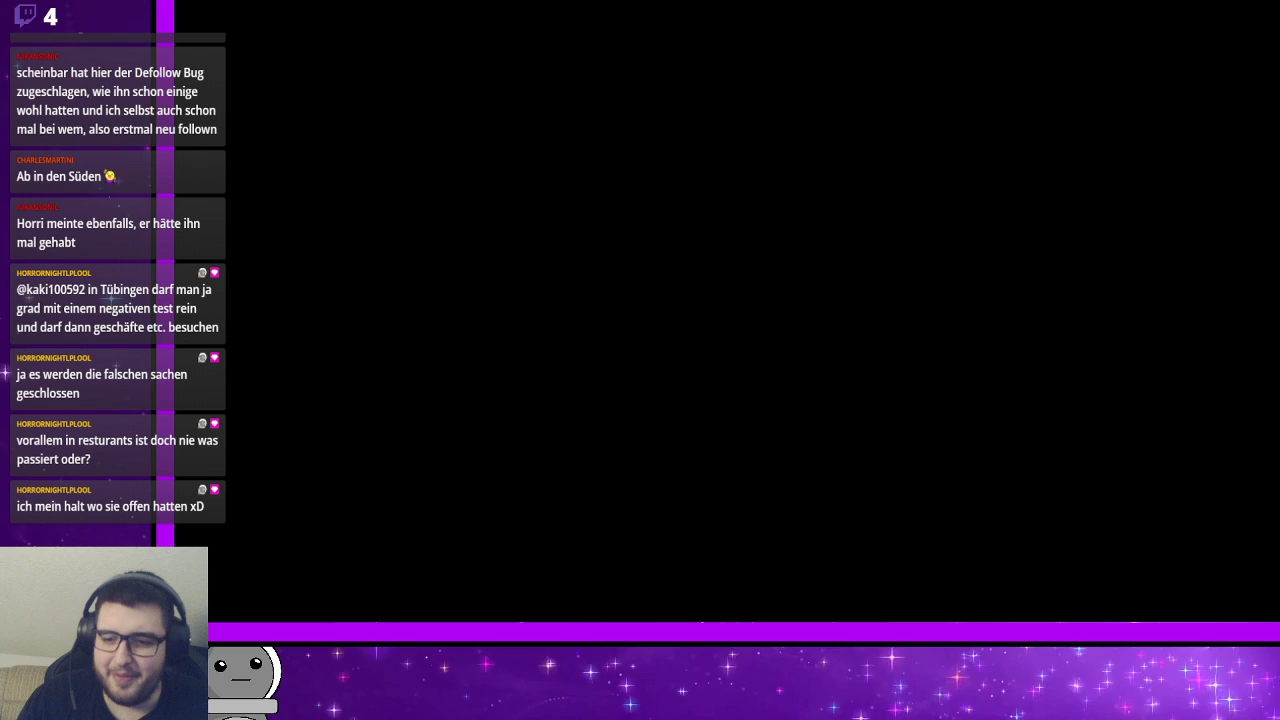 4
scheinbar hat hier der Defollow Bug
zugeschlagen, wie ihn schon einige
wohl hatten und ich selbst auch schon
mal bei wem, also erstmal neu follown
CHARLESMARTINI
Ab in den Süden
Horri meinte ebenfalls, er hätte ihn
mal gehabt
HORRORNIGHTLPLOOL
@kaki100592 in Tübingen darf man ja
grad mit einem negativen test rein
und darf dann geschäfte etc. besuchen
HORRORNIGHTLPLOOL
ja es werden die falschen sachen
geschlossen
HORRORNIGHTLPLOOL
vorallem in resturants ist doch nie was
passiert oder?
HORRORNIGHTLPLOOL
ich mein halt wo sie offen hatten xD